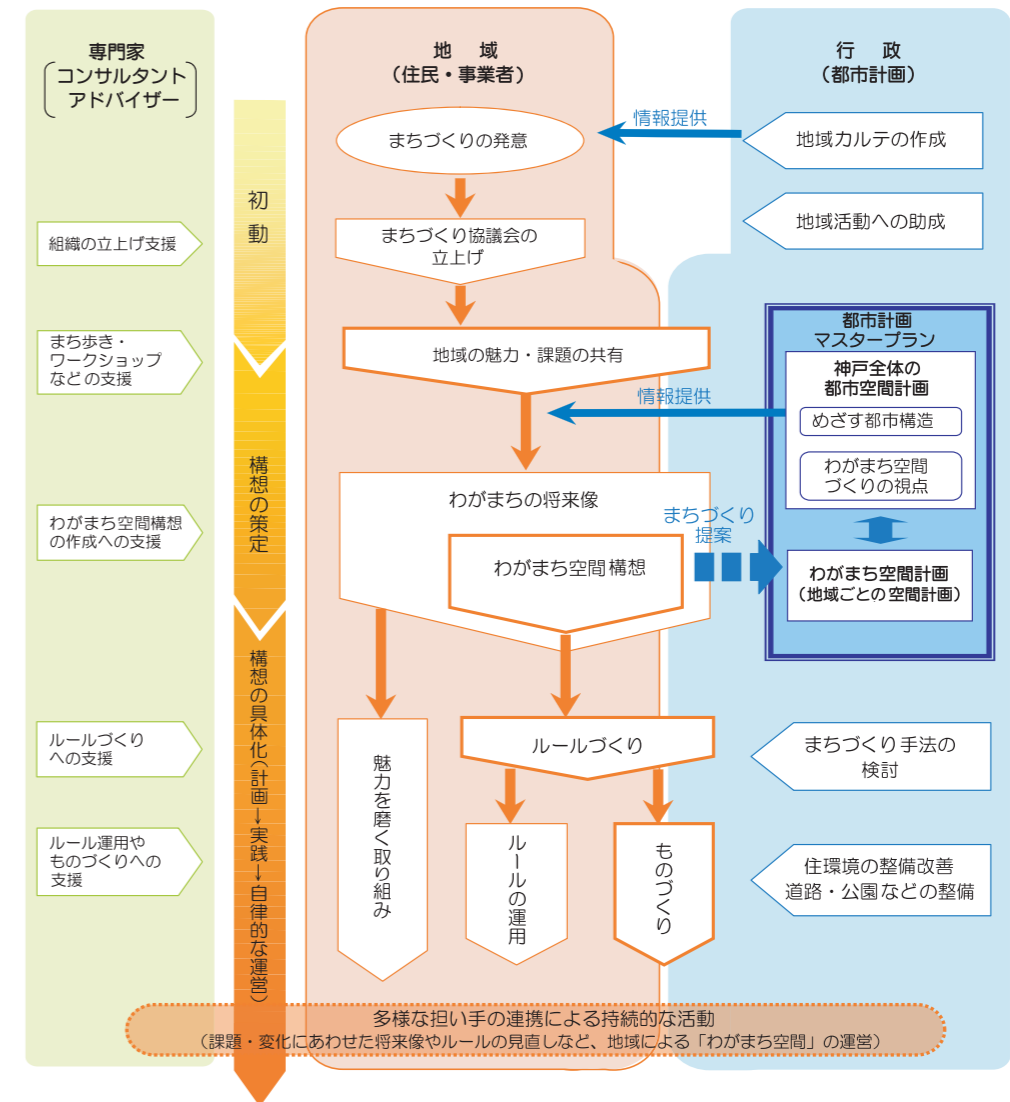 専門家
コンサルタント
アドバイザー
組織の立上げ支援
まち歩き・
ワークショップ
などの支援
わがまち空間構想
の作成への支援
ルールづくり
への支援
ルール運用や
ものづくりへの
支援
初動
構想の策定
構想の具体化(計画→実践→自律的な運営)
地 域
(住民・事業者)
まちづくりの発意
まちづくり協議会の
立上げ
地域の魅力・課題の共有
わがまちの将来像
わがまち空間構想
魅力を磨く取り組み
ルールづくり
ルールの運用
ものづくり
情報提供
情報提供
まちづくり
提案
行 政
(都市計画)
地域カルテの作成
地域活動への助成
都市計画
マスタープラン
神戸全体の
都市空間計画
めざす都市構造
わがまち空間
づくりの視点
わがまち空間計画
(地域ごとの空間計画)
まちづくり手法の
検討
住環境の整備改善
道路・公園などの整備
多様な担い手の連携による持続的な活動
(課題・変化にあわせた将来像やルールの見直しなど、地域による「わがまち空間」の運営)